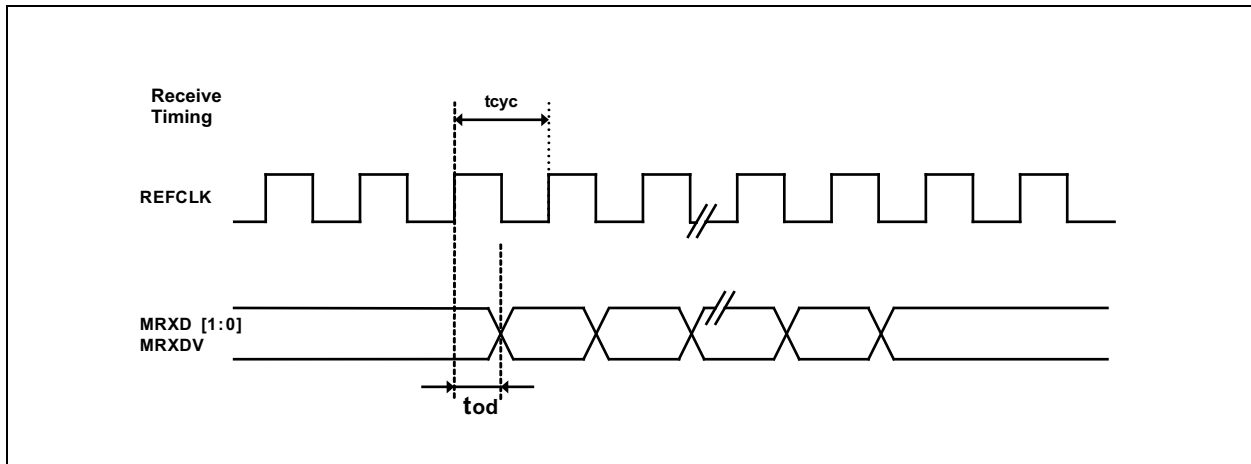 Receive
Timing
tcyc
REFCLK
MRXD [1:0]
MRXDV
tod